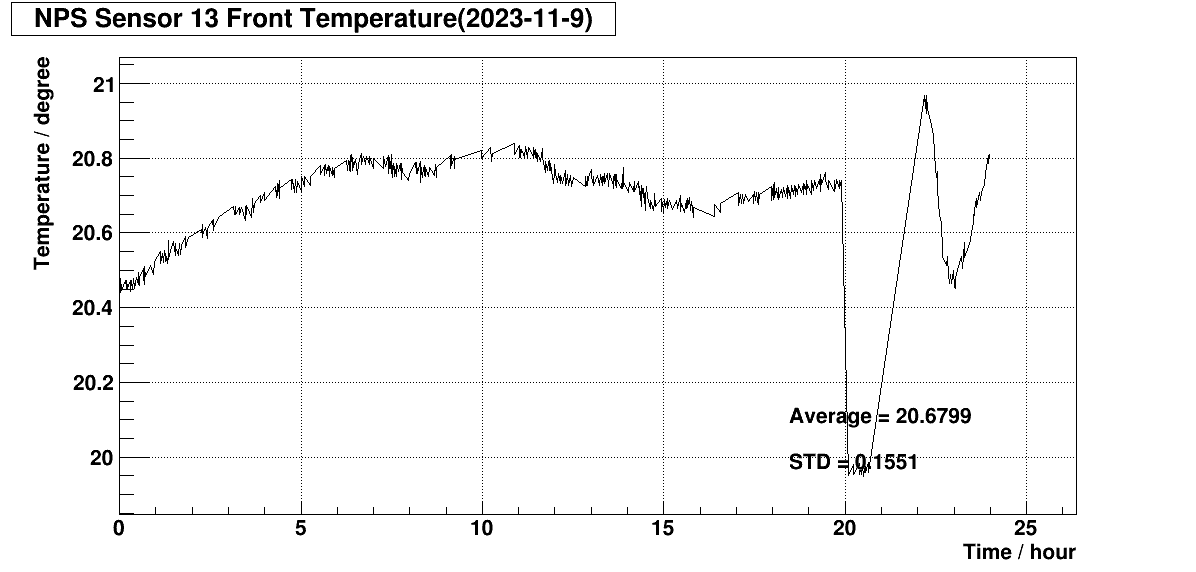 NPS Sensor 13 Front Temperature(2023-11-9)
Temperature / degree
21
20.8
20.6
20.4
20.2
20
Average = 20.6799
STD = 0.1551
0 5 10 15 20 25
Time / hour